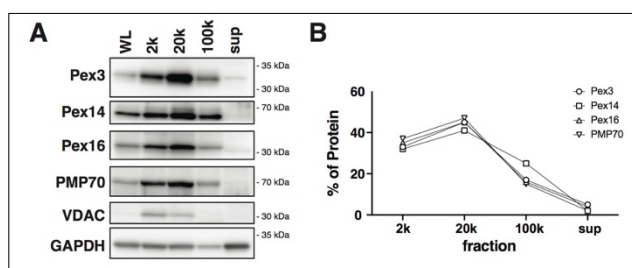 A
WL 2k 20k 100k sup
Pex3 - 35 kDa
- 30 kDa
Pex14 - 70 kDa
Pex16
- 30 kDa
PMP70 - 70 kDa
VDAC - 30 kDa
GAPDH - 35 kDa
B
Pex3
Pex14
Pex16
PMP70
% of Protein
60
40
20
0
2k 20k 100k sup
fraction